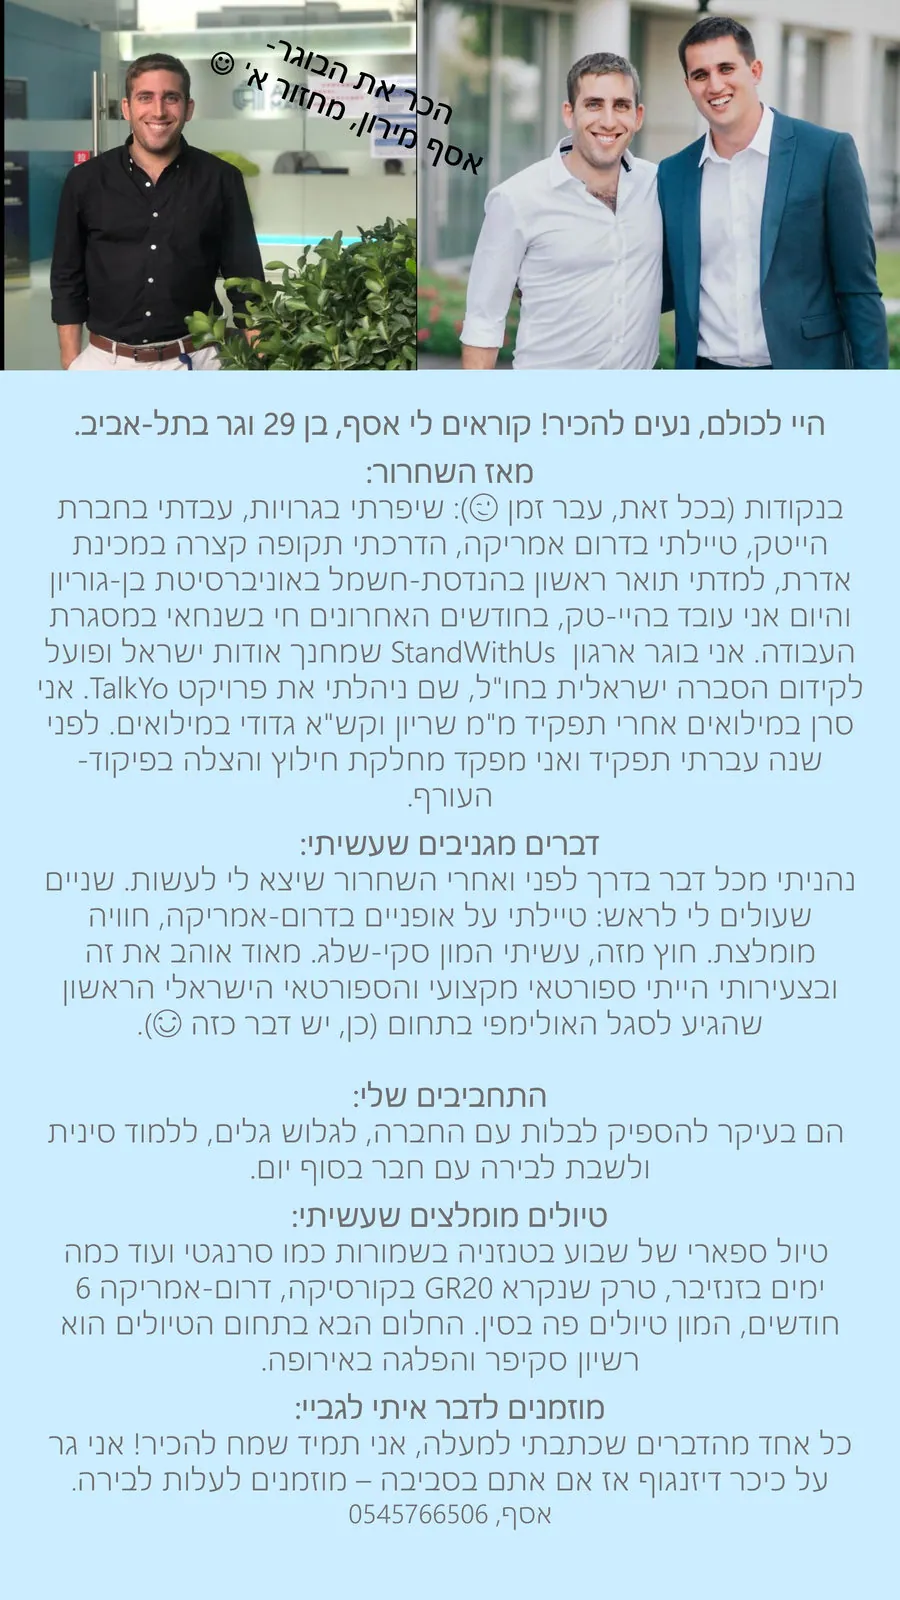 הכר את הבוגר-
אסף מירון, מחזור א' ☺
היי לכולם, נעים להכיר! קוראים לי אסף, בן 29 וגר בתל-אביב.
מאז השחרור:
בנקודות (בכל זאת, עבר זמן 😉): שיפרתי בגרויות, עבדתי בחברת
הייטק, טיילתי בדרום אמריקה, הדרכתי תקופה קצרה במכינת
אדרת, למדתי תואר ראשון בהנדסת-חשמל באוניברסיטת בן-גוריון
והיום אני עובד בהיי-טק, בחודשים האחרונים חי בשנחאי במסגרת
העבודה. אני בוגר ארגון StandWithUs שמחנך אודות ישראל ופועל
לקידום הסברה ישראלית בחו"ל, שם ניהלתי את פרויקט TalkYo. אני
סרן במילואים אחרי תפקיד מ"מ שריון וקש"א גדודי במילואים. לפני
שנה עברתי תפקיד ואני מפקד מחלקת חילוץ והצלה בפיקוד-
העורף.
דברים מגניבים שעשיתי:
נהניתי מכל דבר בדרך לפני ואחרי השחרור שיצא לי לעשות. שניים
שעולים לי לראש: טיילתי על אופניים בדרום-אמריקה, חוויה
מומלצת. חוץ מזה, עשיתי המון סקי-שלג. מאוד אוהב את זה
ובצעירותי הייתי ספורטאי מקצועי והספורטאי הישראלי הראשון
שהגיע לסגל האולימפי בתחום (כן, יש דבר כזה 😊).
התחביבים שלי:
הם בעיקר להספיק לבלות עם החברה, לגלוש גלים, ללמוד סינית
ולשבת לבירה עם חבר בסוף יום.
טיולים מומלצים שעשיתי:
טיול ספארי של שבוע בטנזניה בשמורות כמו סרנגטי ועוד כמה
ימים בזנזיבר, טרק שנקרא GR20 בקורסיקה, דרום-אמריקה 6
חודשים, המון טיולים פה בסין. החלום הבא בתחום הטיולים הוא
רשיון סקיפר והפלגה באירופה.
מוזמנים לדבר איתי לגביי:
כל אחד מהדברים שכתבתי למעלה, אני תמיד שמח להכיר! אני גר
על כיכר דיזנגוף אז אם אתם בסביבה – מוזמנים לעלות לבירה.
אסף, 0545766506